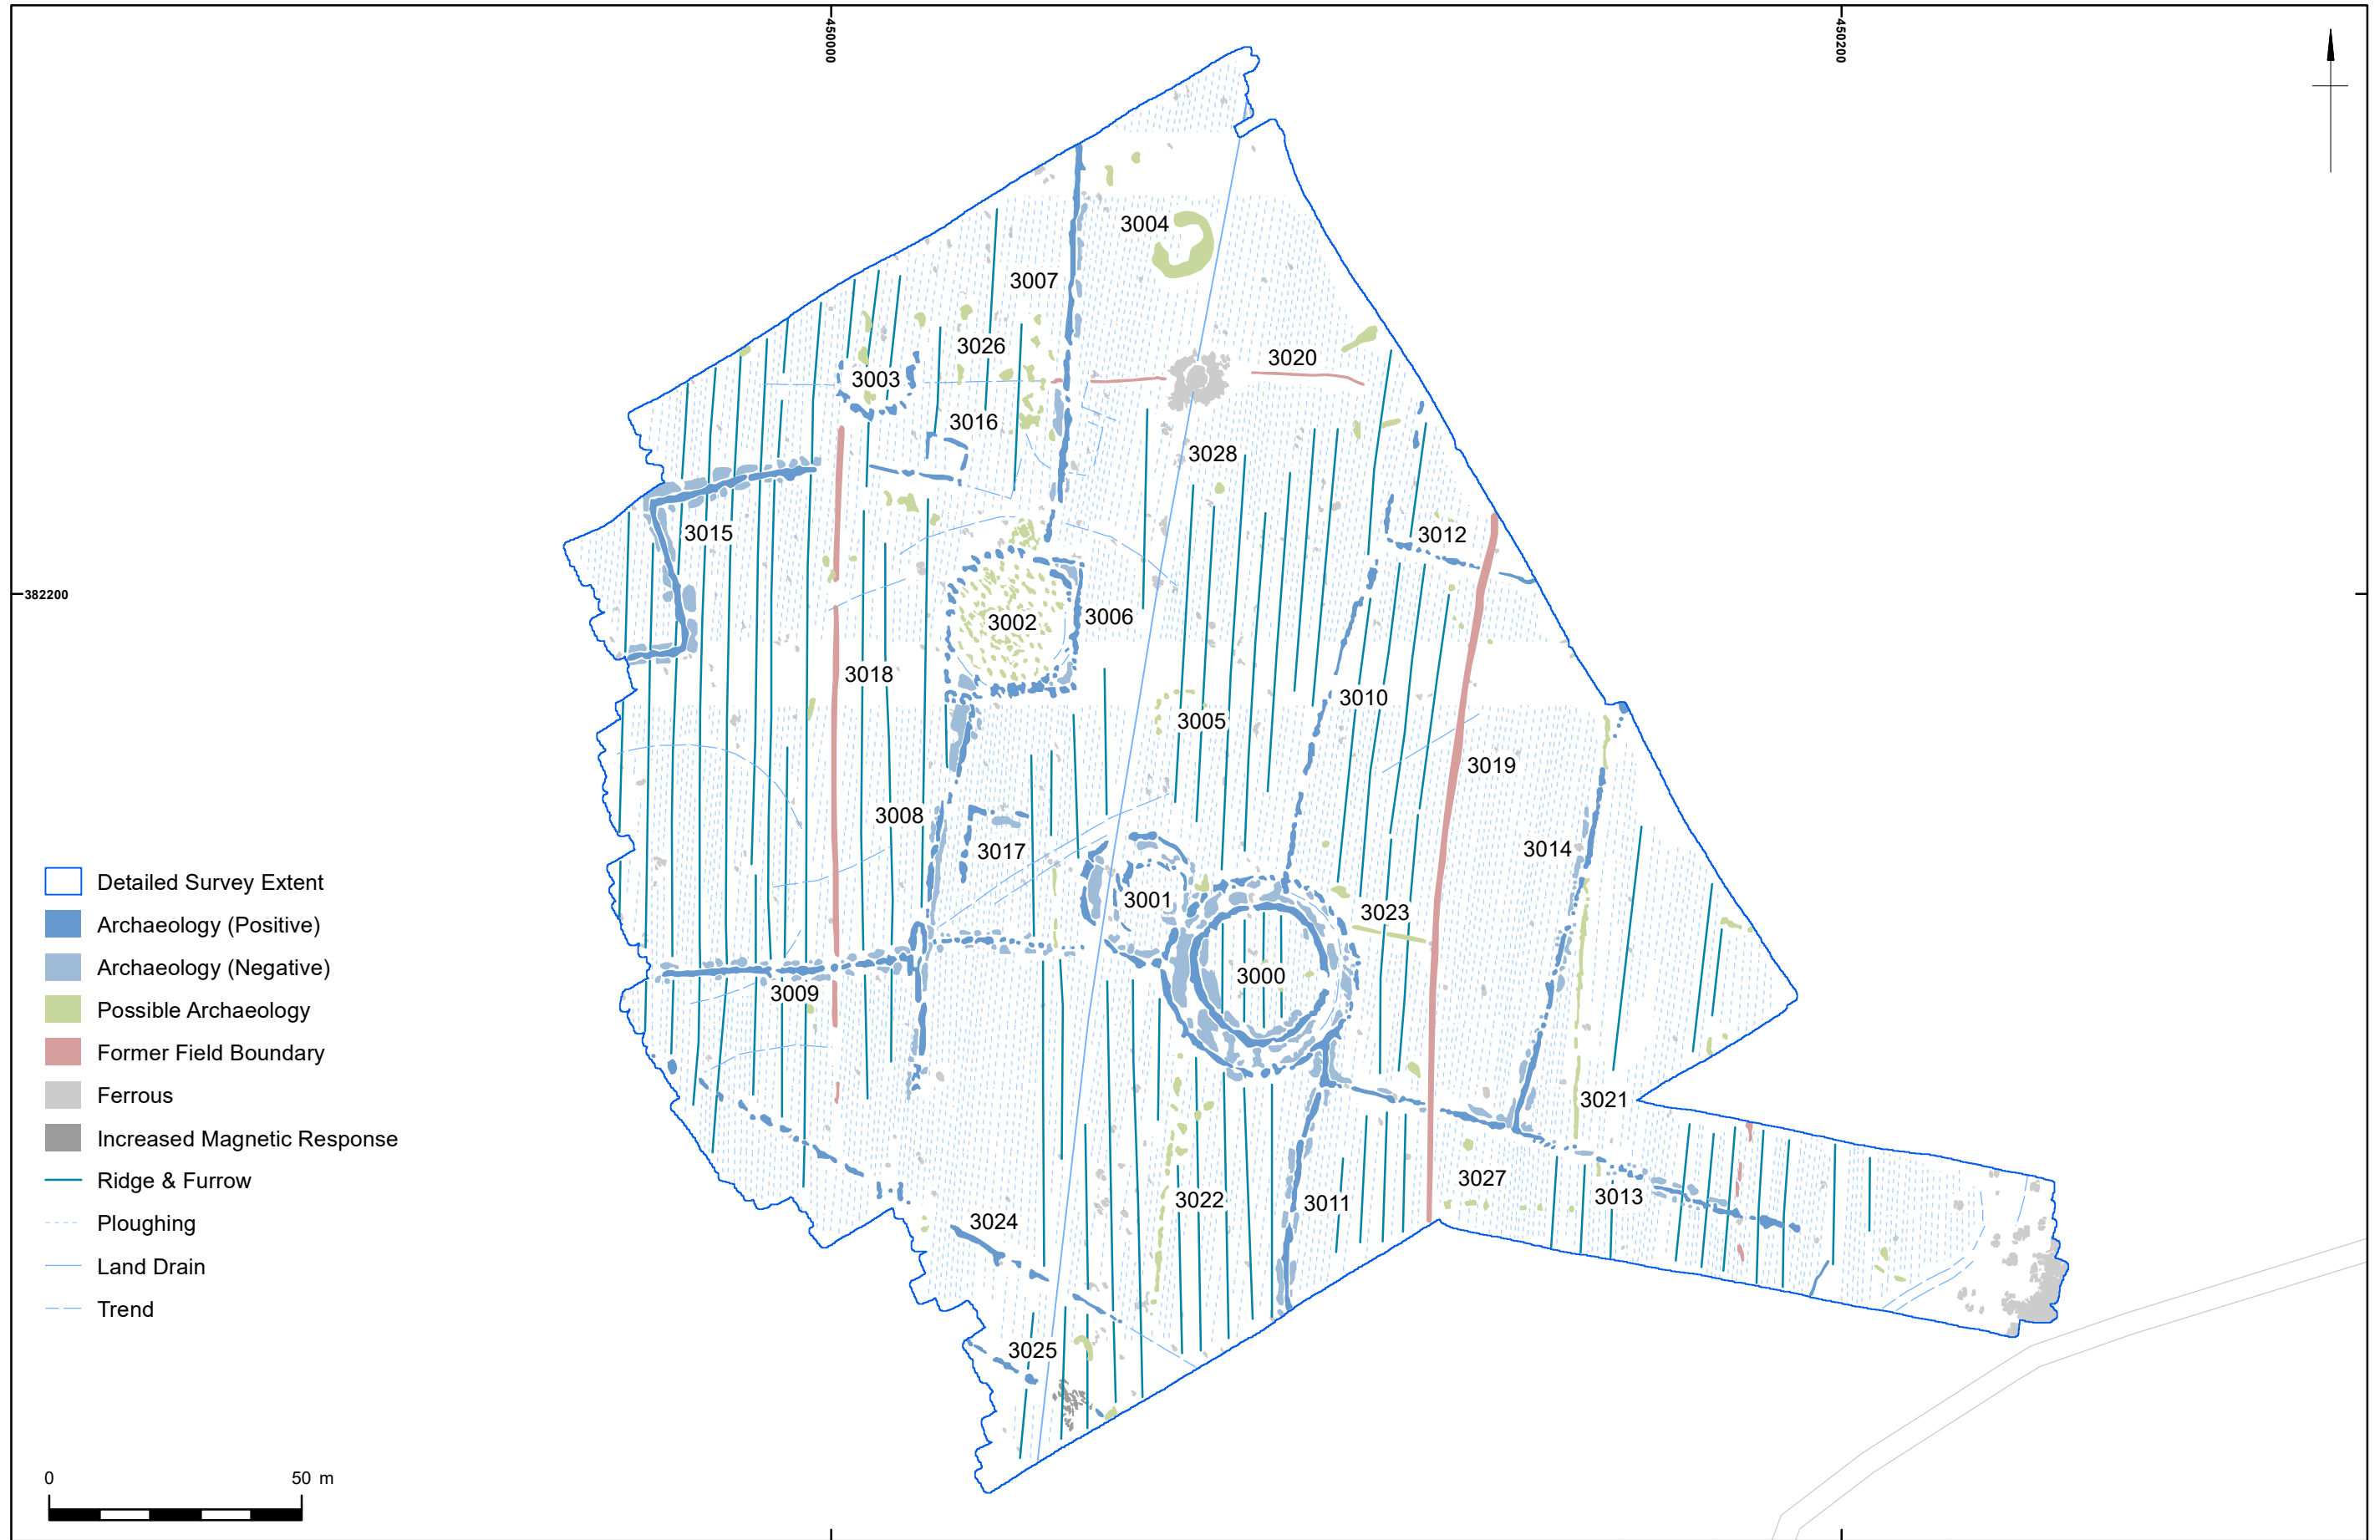 450000
450200
3004
3007
3026
3020
3003
3016
3028
3015
3012
382200
3002
3006
3018
3010
3005
3019
3008
3014
3017
3001
3023
3000
3009
3021
3027
3013
3022
3011
3024
3025
Detailed Survey Extent
Archaeology (Positive)
Archaeology (Negative)
Possible Archaeology
Former Field Boundary
Ferrous
Increased Magnetic Response
Ridge & Furrow
Ploughing
Land Drain
Trend
0 50 m